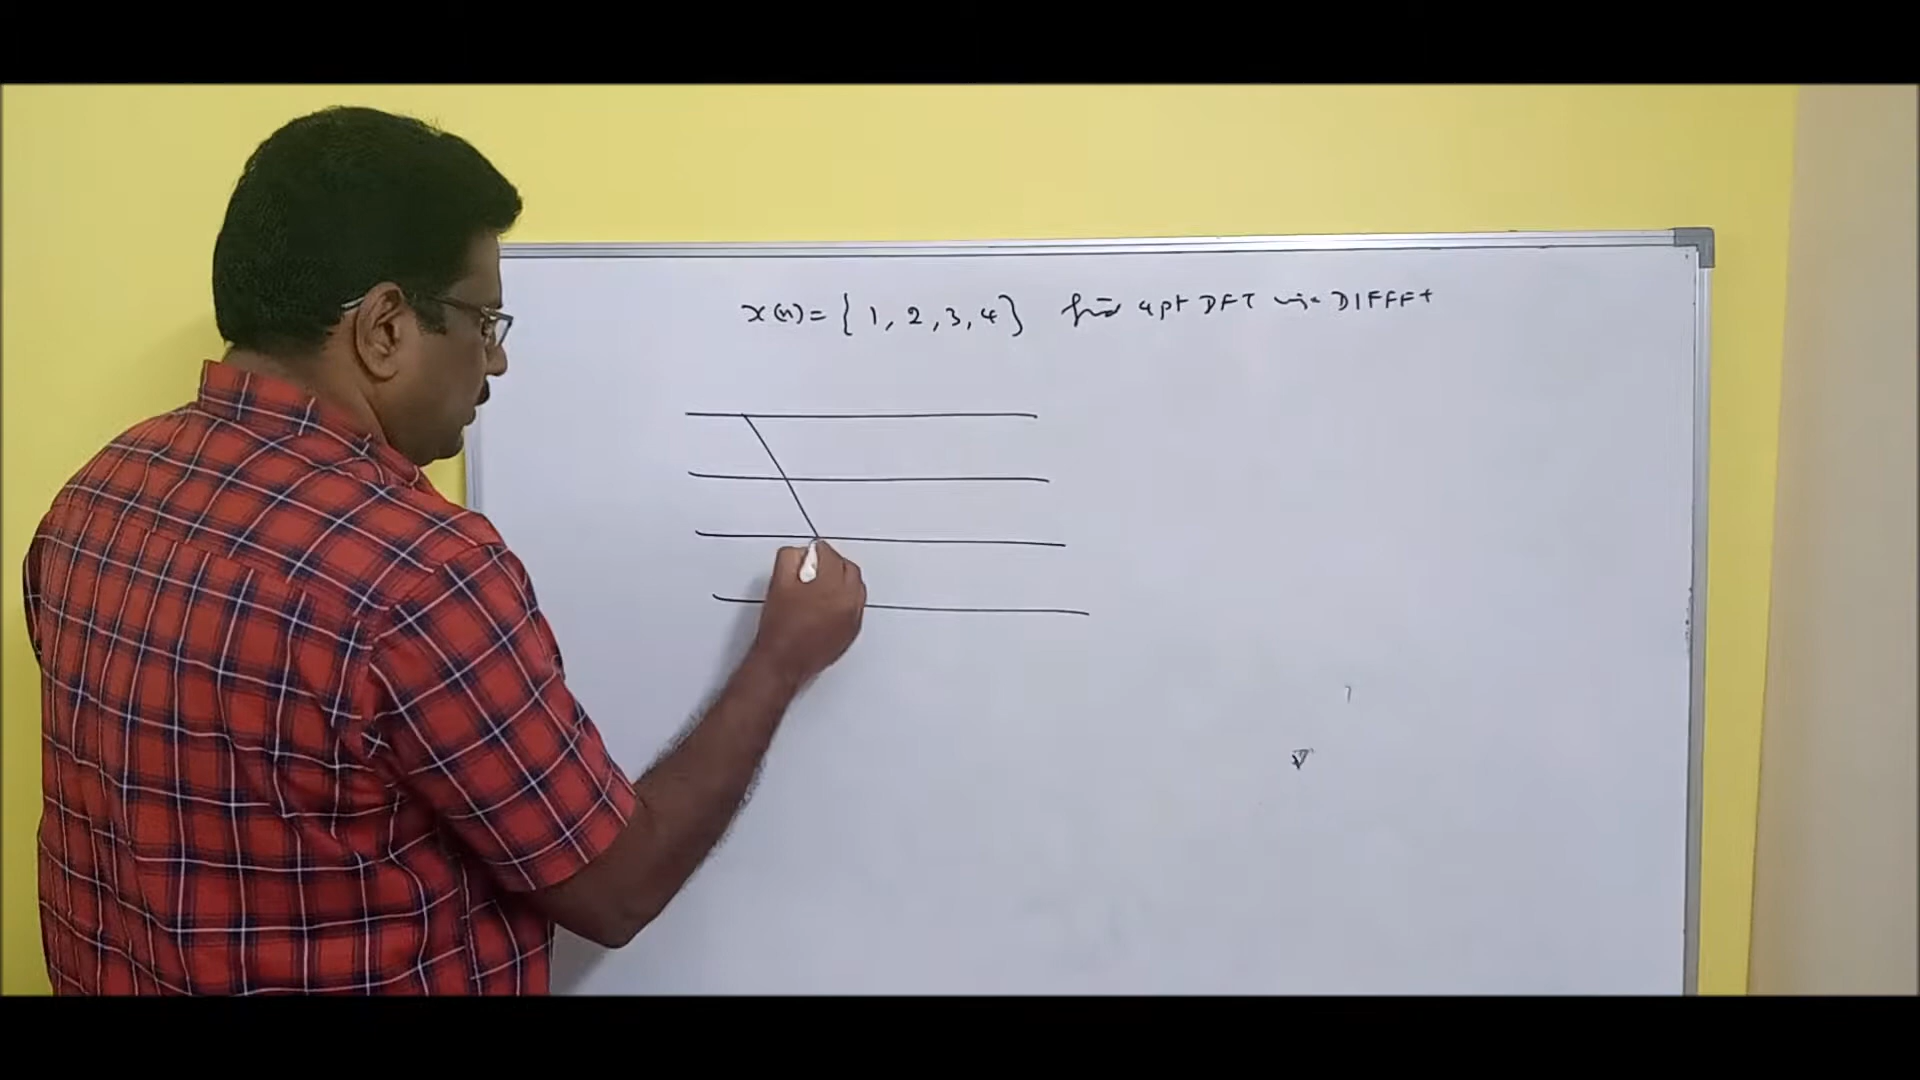 x(n) = { 1, 2, 3, 4 } find 4pt DFT using DIFFFT